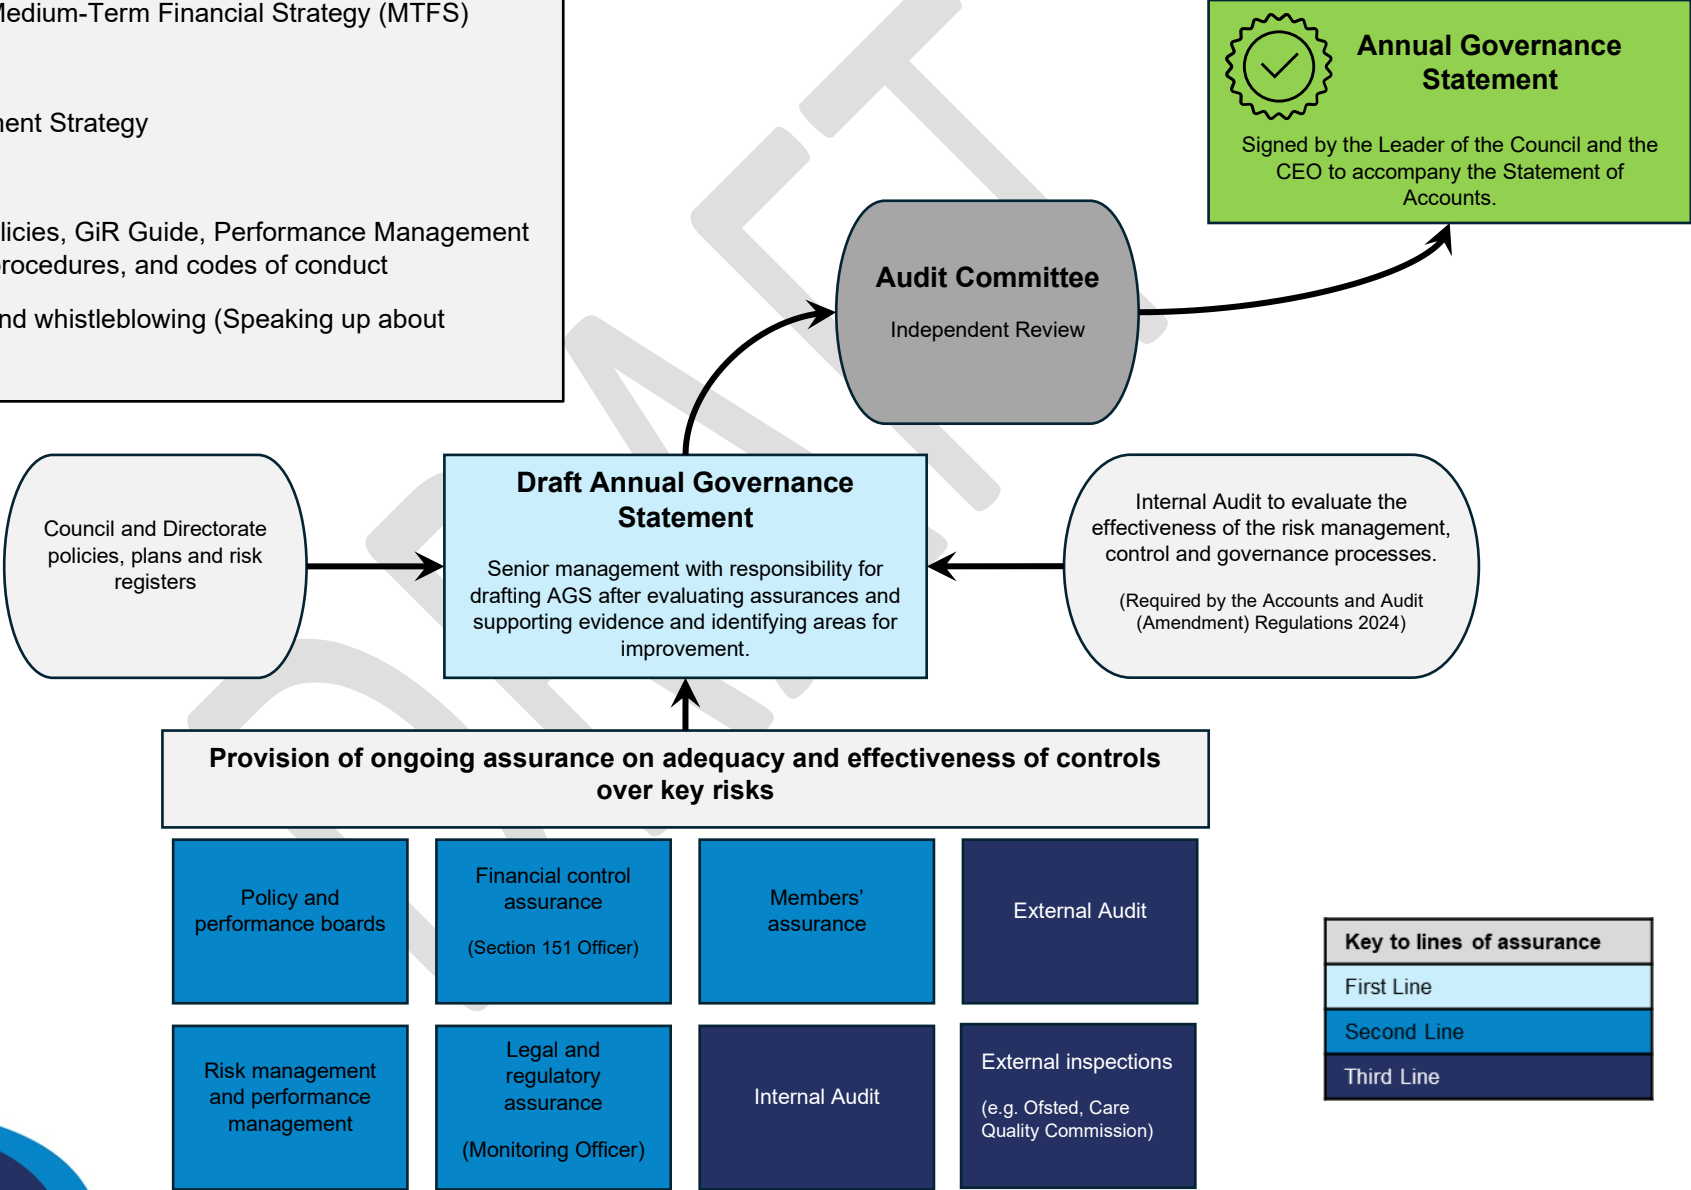 Medium-Term Financial Strategy (MTFS)
ment Strategy
licies, GiR Guide, Performance Management
procedures, and codes of conduct
nd whistleblowing (Speaking up about
Annual Governance
Statement
Signed by the Leader of the Council and the
CEO to accompany the Statement of
Accounts.
Audit Committee
Independent Review
Council and Directorate
policies, plans and risk
registers
Draft Annual Governance
Statement
Senior management with responsibility for
drafting AGS after evaluating assurances and
supporting evidence and identifying areas for
improvement.
Internal Audit to evaluate the
effectiveness of the risk management,
control and governance processes.
(Required by the Accounts and Audit
(Amendment) Regulations 2024)
Provision of ongoing assurance on adequacy and effectiveness of controls
over key risks
Policy and
performance boards
Financial control
assurance
(Section 151 Officer)
Members’
assurance
External Audit
Risk management
and performance
management
Legal and
regulatory
assurance
(Monitoring Officer)
Internal Audit
External inspections
(e.g. Ofsted, Care
Quality Commission)
Key to lines of assurance
First Line
Second Line
Third Line
DRAFT